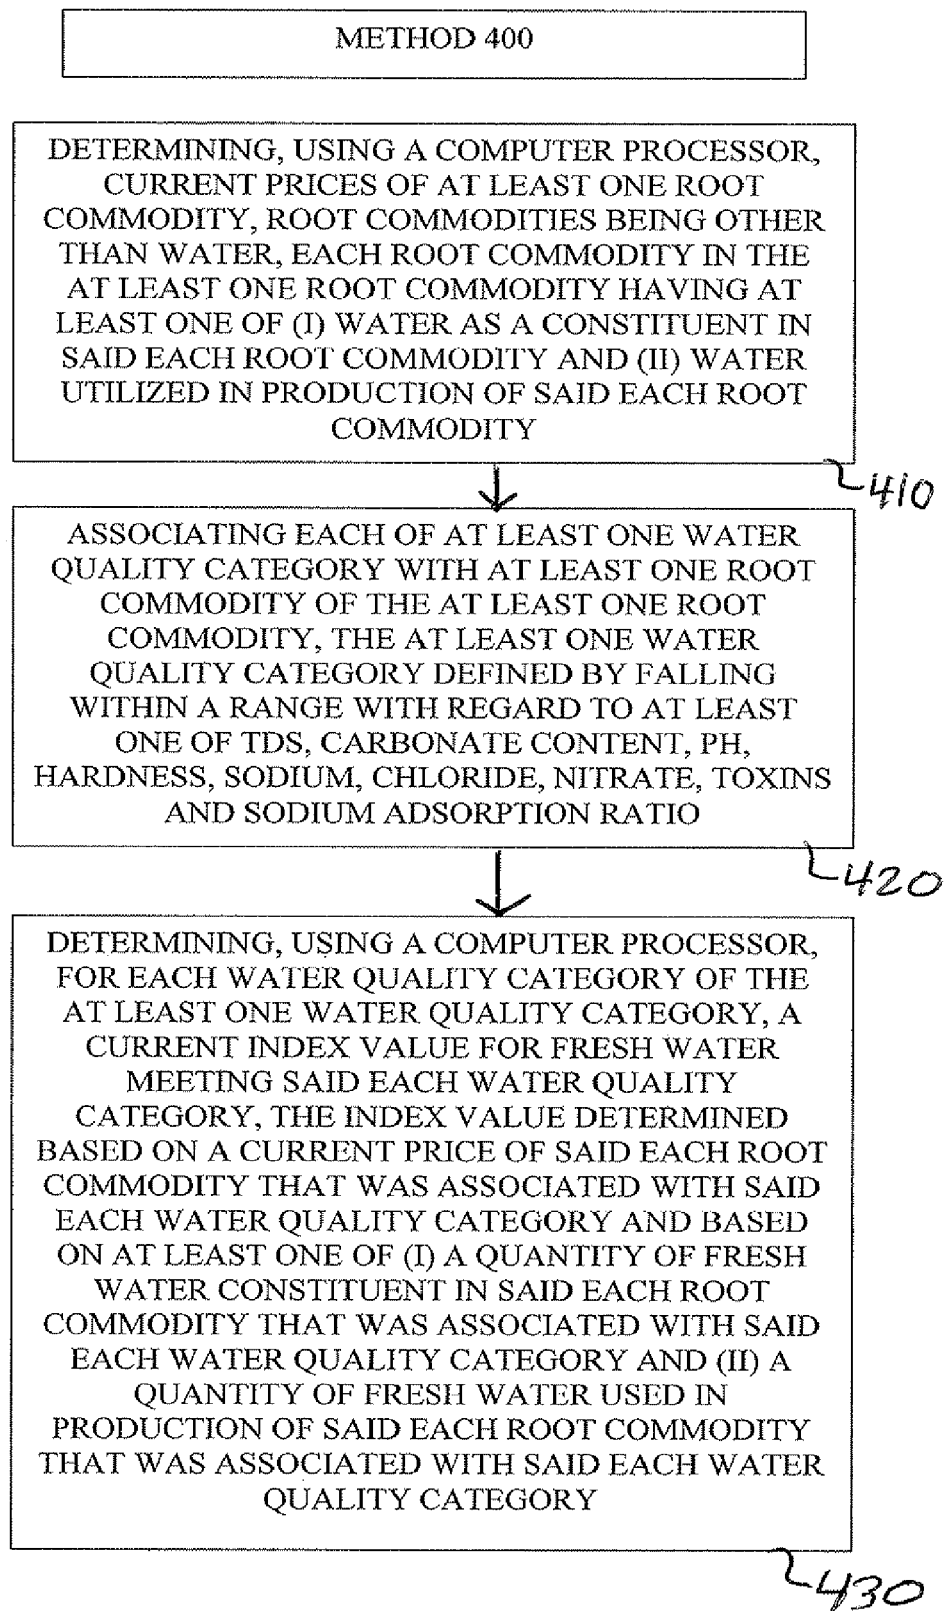 METHOD 400
DETERMINING, USING A COMPUTER PROCESSOR,
CURRENT PRICES OF AT LEAST ONE ROOT
COMMODITY, ROOT COMMODITIES BEING OTHER
THAN WATER, EACH ROOT COMMODITY IN THE
AT LEAST ONE ROOT COMMODITY HAVING AT
LEAST ONE OF (I) WATER AS A CONSTITUENT IN
SAID EACH ROOT COMMODITY AND (II) WATER
UTILIZED IN PRODUCTION OF SAID EACH ROOT
COMMODITY
410
ASSOCIATING EACH OF AT LEAST ONE WATER
QUALITY CATEGORY WITH AT LEAST ONE ROOT
COMMODITY OF THE AT LEAST ONE ROOT
COMMODITY, THE AT LEAST ONE WATER
QUALITY CATEGORY DEFINED BY FALLING
WITHIN A RANGE WITH REGARD TO AT LEAST
ONE OF TDS, CARBONATE CONTENT, PH,
HARDNESS, SODIUM, CHLORIDE, NITRATE, TOXINS
AND SODIUM ADSORPTION RATIO
420
DETERMINING, USING A COMPUTER PROCESSOR,
FOR EACH WATER QUALITY CATEGORY OF THE
AT LEAST ONE WATER QUALITY CATEGORY, A
CURRENT INDEX VALUE FOR FRESH WATER
MEETING SAID EACH WATER QUALITY
CATEGORY, THE INDEX VALUE DETERMINED
BASED ON A CURRENT PRICE OF SAID EACH ROOT
COMMODITY THAT WAS ASSOCIATED WITH SAID
EACH WATER QUALITY CATEGORY AND BASED
ON AT LEAST ONE OF (I) A QUANTITY OF FRESH
WATER CONSTITUENT IN SAID EACH ROOT
COMMODITY THAT WAS ASSOCIATED WITH SAID
EACH WATER QUALITY CATEGORY AND (II) A
QUANTITY OF FRESH WATER USED IN
PRODUCTION OF SAID EACH ROOT COMMODITY
THAT WAS ASSOCIATED WITH SAID EACH WATER
QUALITY CATEGORY
430